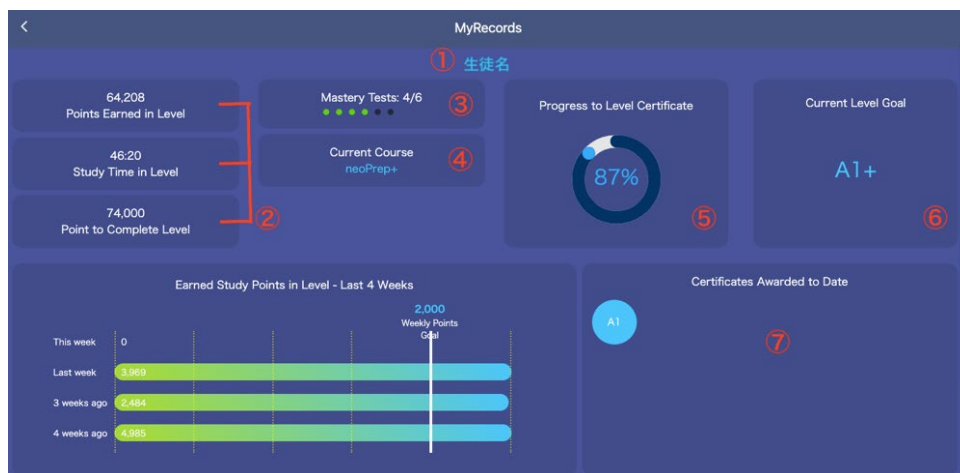 MyRecords
① 生徒名
64,208
Points Earned in Level
46:20
Study Time in Level
74,000
Point to Complete Level
②
Mastery Tests: 4/6
③
Current Course
neoPrep+
④
Progress to Level Certificate
87%
⑤
Current Level Goal
A1+
⑥
Earned Study Points in Level - Last 4 Weeks
2,000
Weekly Points
Goal
This week 0
Last week 3,969
3 weeks ago 2,484
4 weeks ago 4,985
Certificates Awarded to Date
A1
⑦